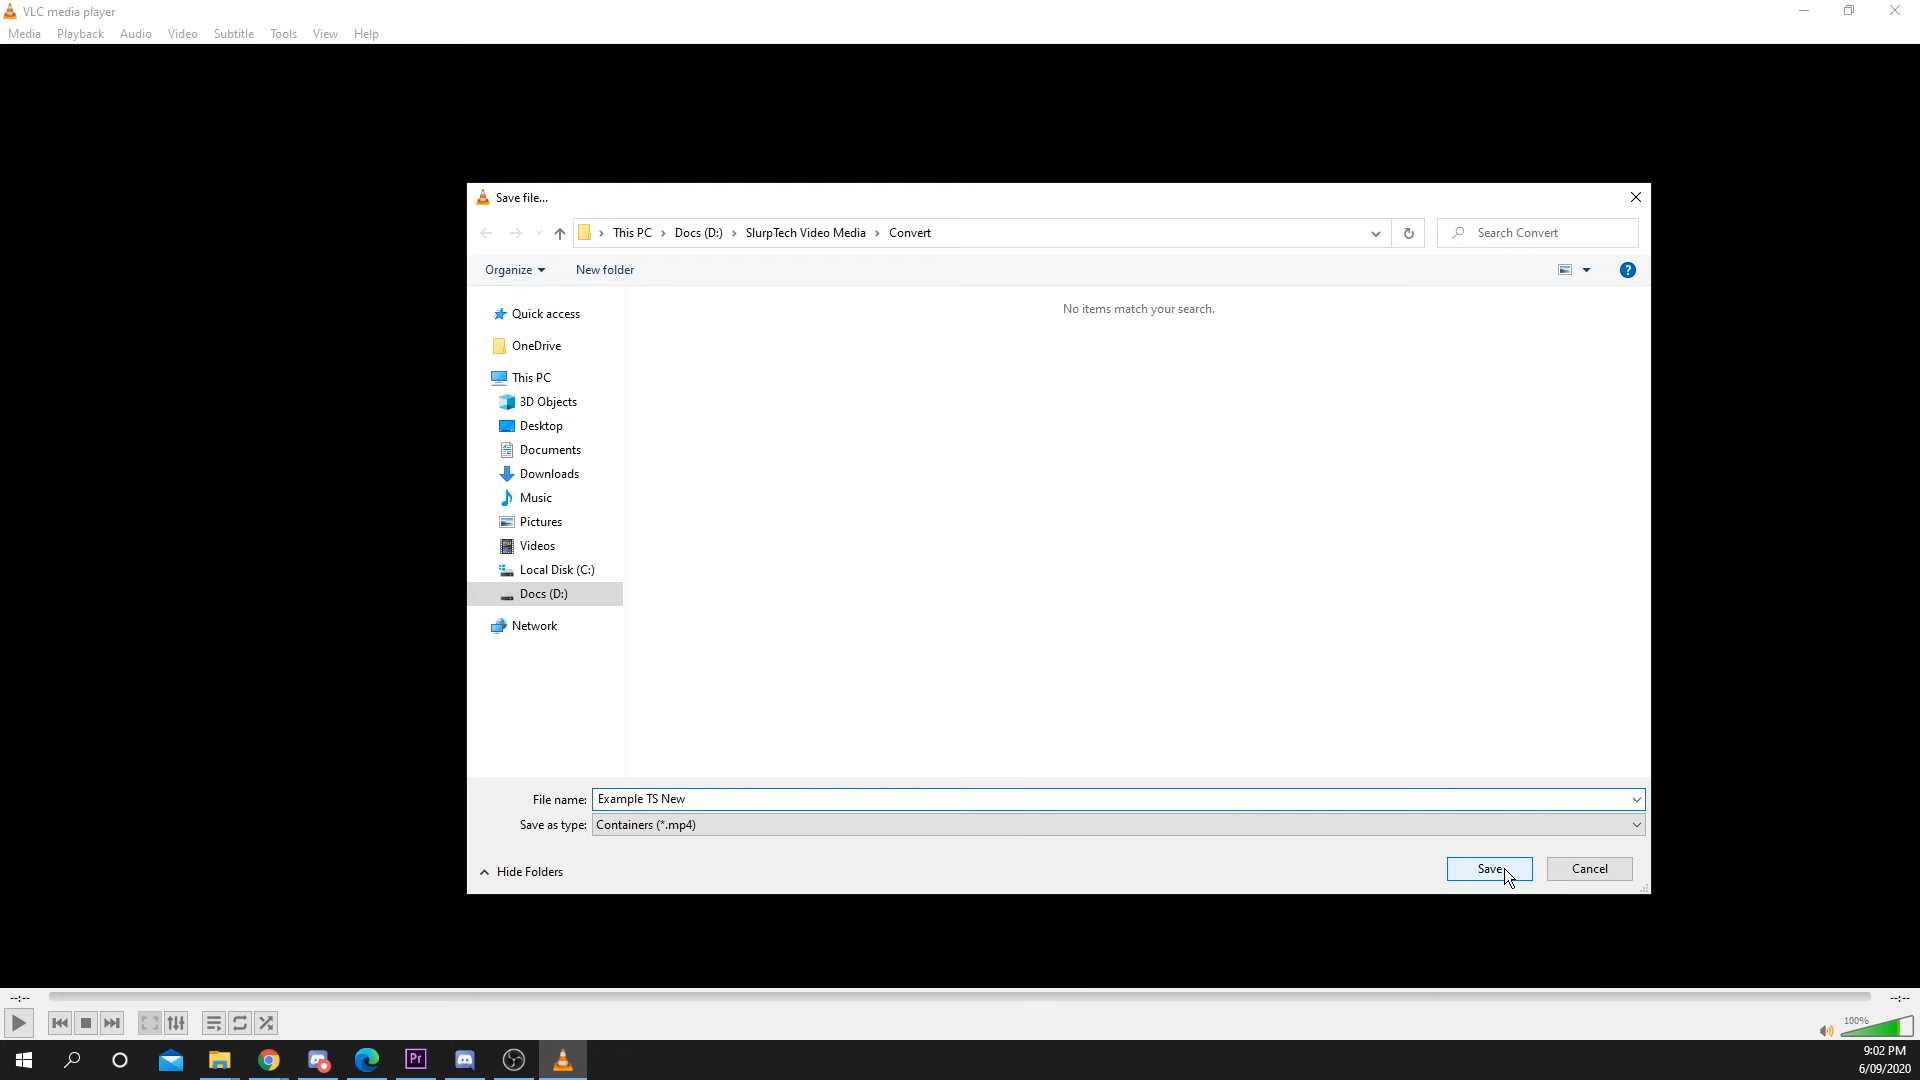 VLC media player
Media Playback Audio Video Subtitle Tools View Help
Save file...
This PC > Docs (D:) > SlurpTech Video Media > Convert
Search Convert
Organize New folder
?
Quick access
No items match your search.
OneDrive
This PC
3D Objects
Desktop
Documents
Downloads
Music
Pictures
Videos
Local Disk (C:)
Docs (D:)
Network
File name: Example TS New
Save as type: Containers (*.mp4)
Hide Folders
Save
Cancel
--:-- --:--
100%
Pr
9:02 PM
6/09/2020